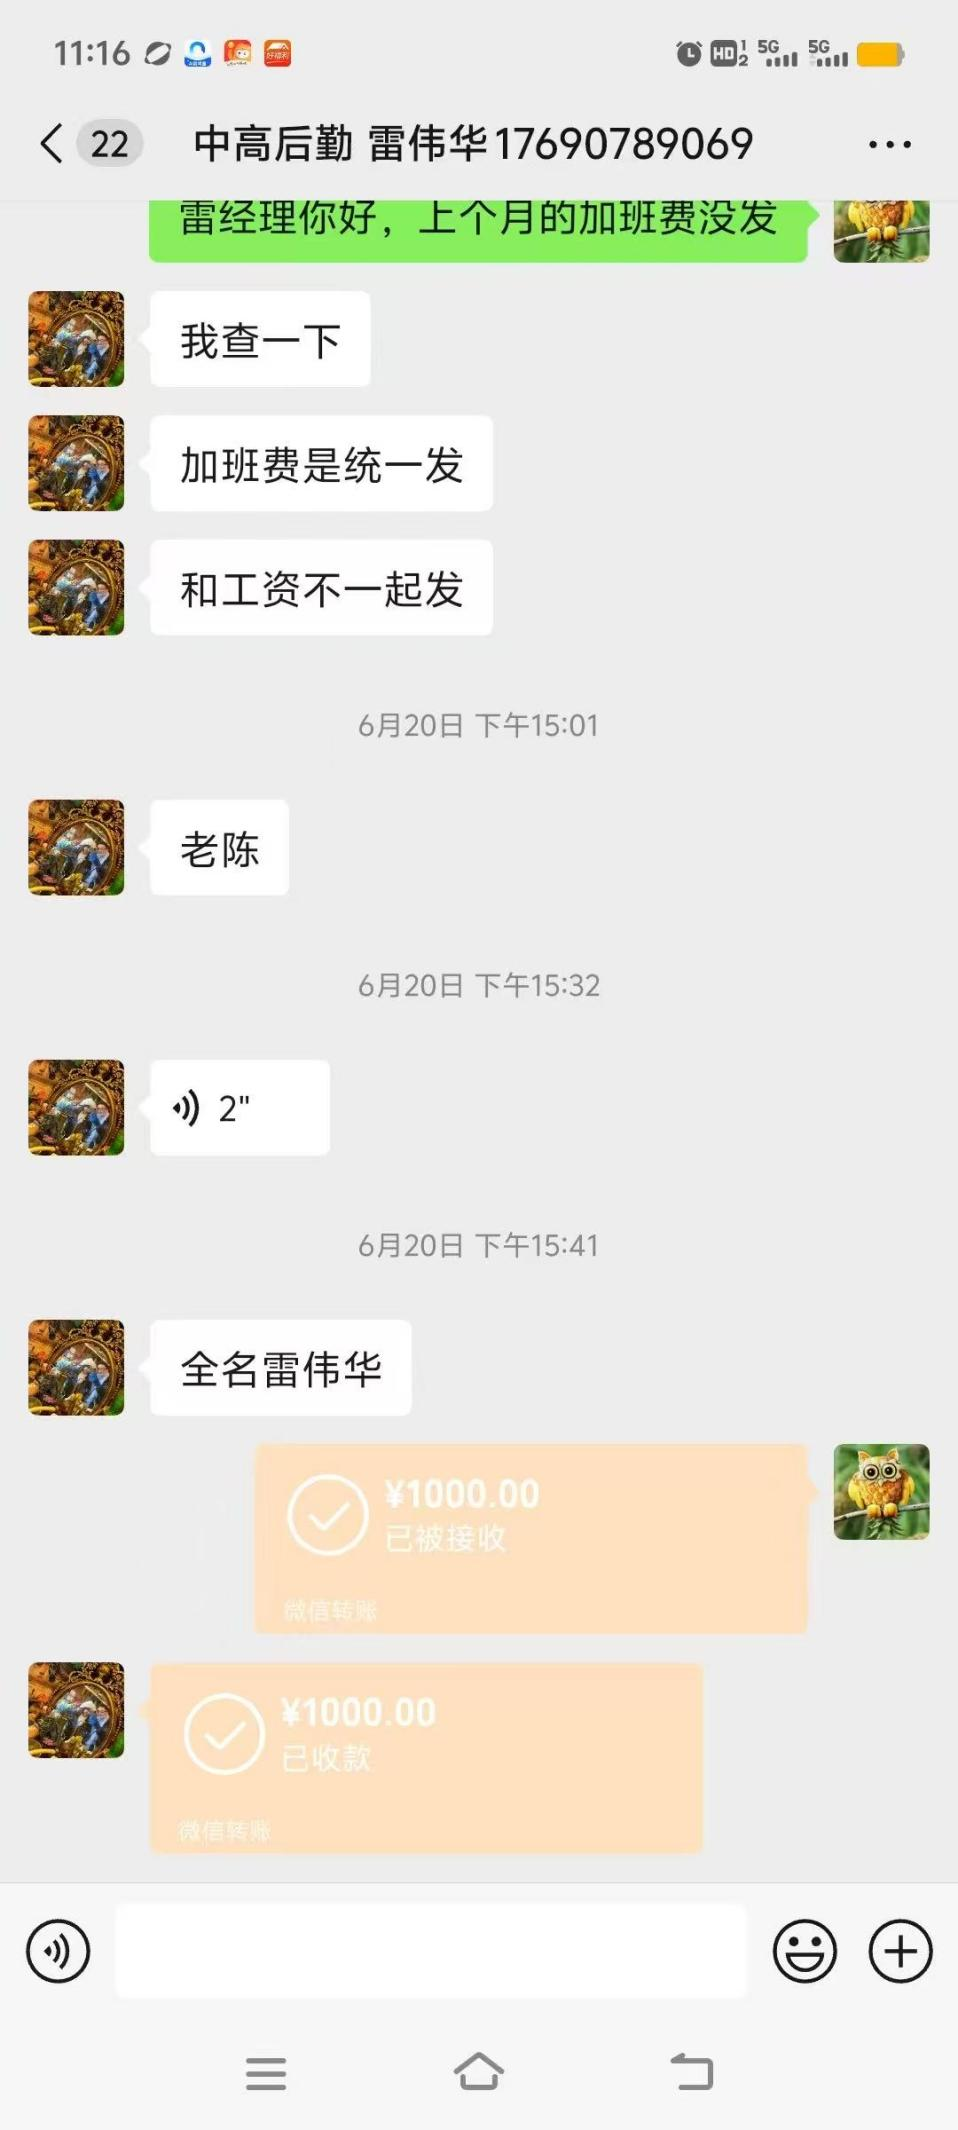 11:16
HD 1 2 5G 5G
22 中高后勤 雷伟华17690789069
雷经理你好，上个月的加班费没发
我查一下
加班费是统一发
和工资不一起发
6月20日 下午15:01
老陈
6月20日 下午15:32
2"
6月20日 下午15:41
全名雷伟华
¥1000.00
已被接收
微信转账
¥1000.00
已收款
微信转账